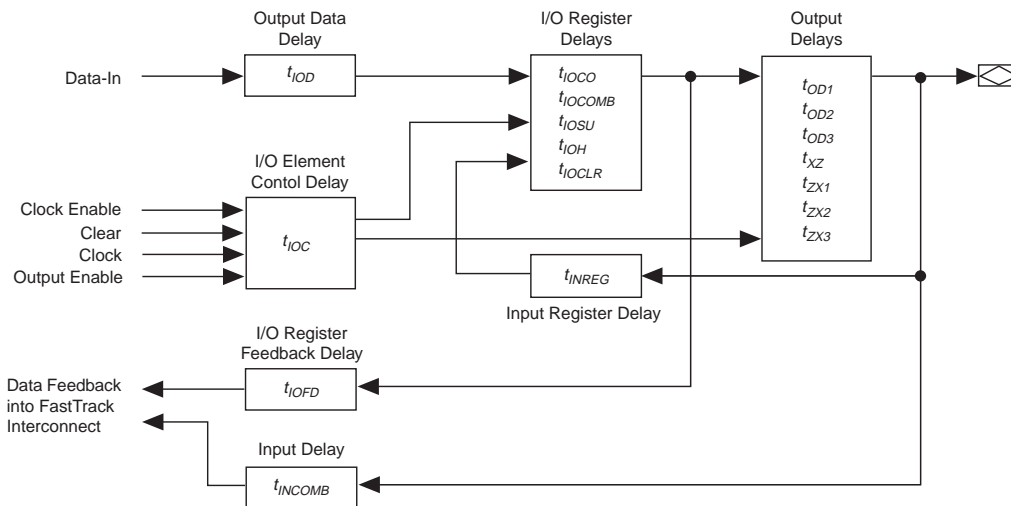 Output Data
Delay
I/O Register
Delays
Output
Delays
Data-In
tIOD
tIOCO
tIOCOMB
tIOSU
tIOH
tIOCLR
tOD1
tOD2
tOD3
tXZ
tZX1
tZX2
tZX3
I/O Element
Contol Delay
Clock Enable
Clear
Clock
Output Enable
tIOC
tINREG
Input Register Delay
I/O Register
Feedback Delay
tIOFD
Data Feedback
into FastTrack
Interconnect
Input Delay
tINCOMB